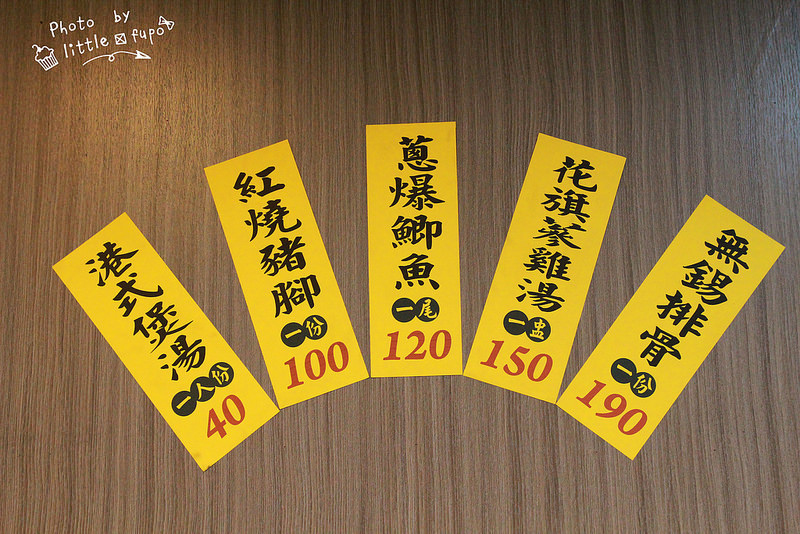 Photo by
little fupo
港式煲湯
一人份
40
紅燒豬腳
一份
100
蔥爆鯽魚
一尾
120
花旗蔘雞湯
一盅
150
無錫排骨
一份
190